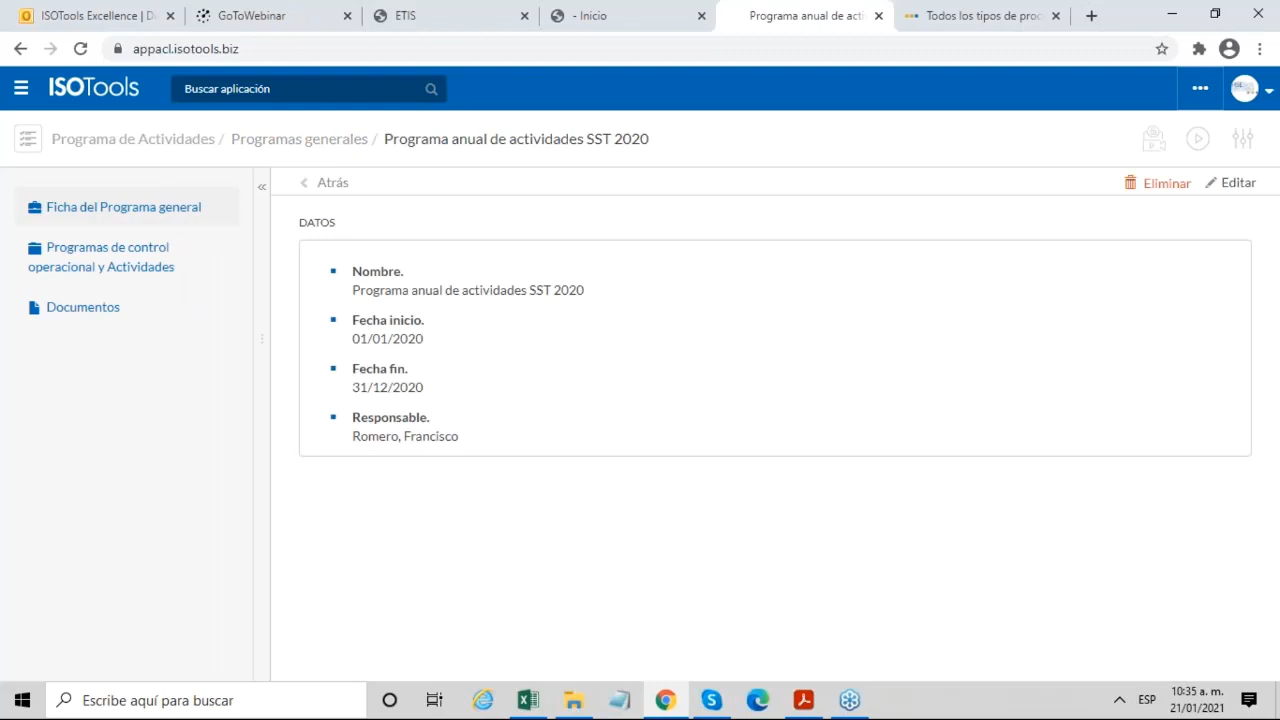 ISOTools Excellence | D
GoToWebinar
ETIS
- Inicio
Programa anual de acti
Todos los tipos de proc
appacl.isotools.biz
ISOTools
Buscar aplicación
Programa de Actividades / Programas generales / Programa anual de actividades SST 2020
Atrás
Eliminar
Editar
Ficha del Programa general
Programas de control
operacional y Actividades
Documentos
DATOS
Nombre.
Programa anual de actividades SST 2020
Fecha inicio.
01/01/2020
Fecha fin.
31/12/2020
Responsable.
Romero, Francisco
Escribe aquí para buscar
ESP
10:35 a. m.
21/01/2021